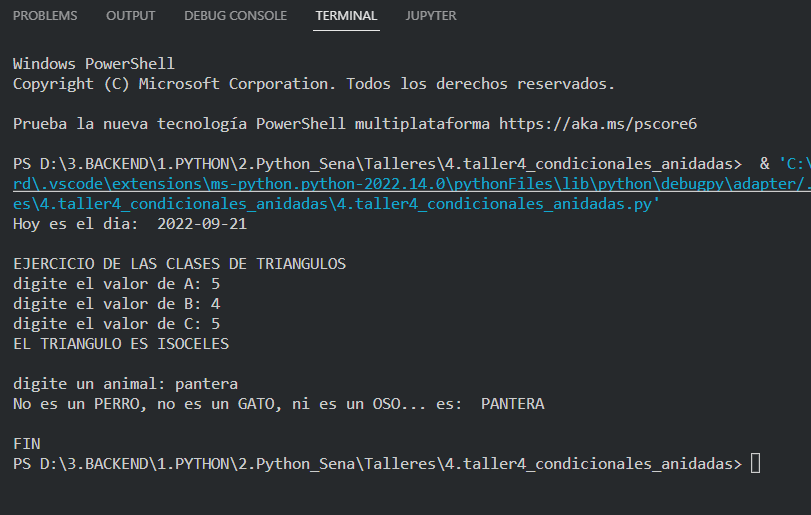 PROBLEMS OUTPUT DEBUG CONSOLE TERMINAL JUPYTER
Windows PowerShell
Copyright (C) Microsoft Corporation. Todos los derechos reservados.
Prueba la nueva tecnología PowerShell multiplataforma https://aka.ms/pscore6
PS D:\3.BACKEND\1.PYTHON\2.Python_Sena\Talleres\4.taller4_condicionales_anidadas>  & 'C:\
rd\.vscode\extensions\ms-python.python-2022.14.0\pythonFiles\lib\python\debugpy\adapter/.
es\4.taller4_condicionales_anidadas\4.taller4_condicionales_anidadas.py'
Hoy es el dia:  2022-09-21
EJERCICIO DE LAS CLASES DE TRIANGULOS
digite el valor de A: 5
digite el valor de B: 4
digite el valor de C: 5
EL TRIANGULO ES ISOCELES
digite un animal: pantera
No es un PERRO, no es un GATO, ni es un OSO... es:  PANTERA
FIN
PS D:\3.BACKEND\1.PYTHON\2.Python_Sena\Talleres\4.taller4_condicionales_anidadas>